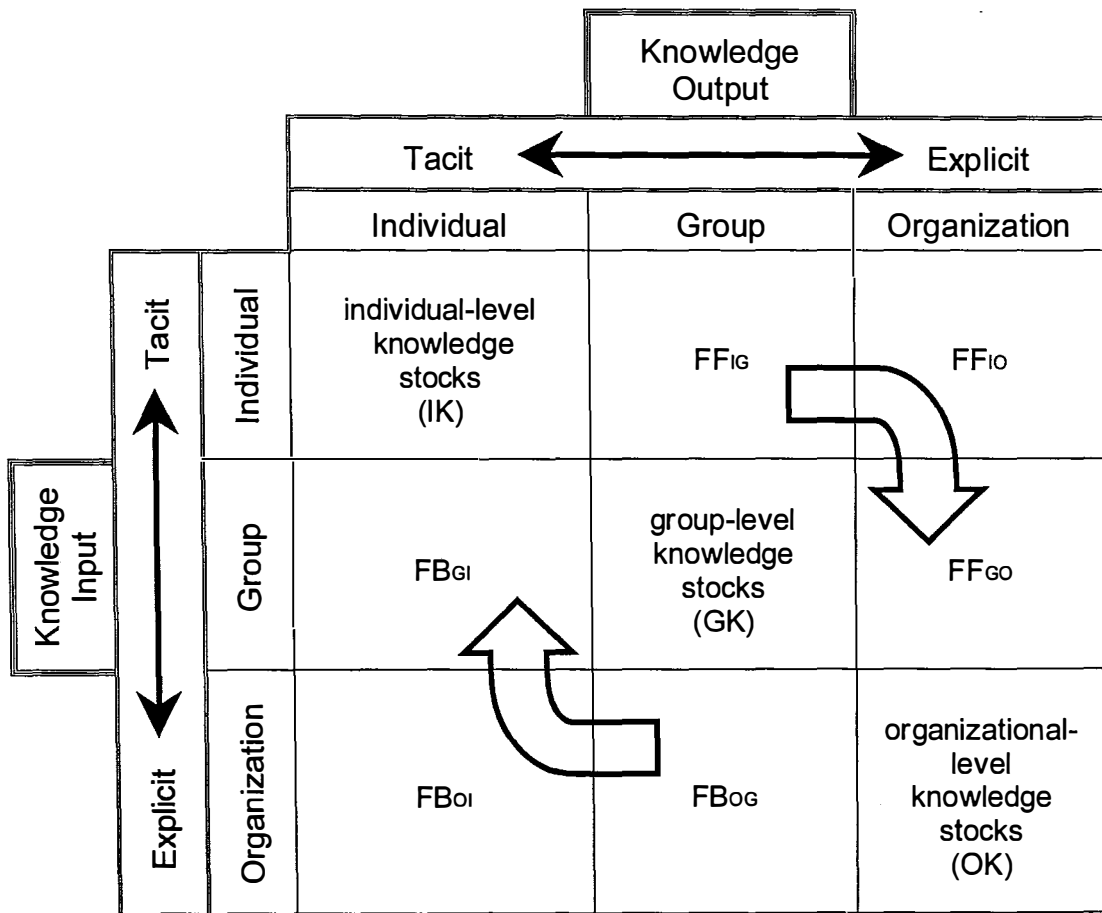 Knowledge
Output
Tacit
Explicit
Individual
Group
Organization
Knowledge
Input
Tacit
Explicit
Individual
individual-level
knowledge
stocks
(IK)
FFIG
FFIO
Group
FBGI
group-level
knowledge
stocks
(GK)
FFGO
Organization
FBOI
FBOG
organizational-
level
knowledge
stocks
(OK)